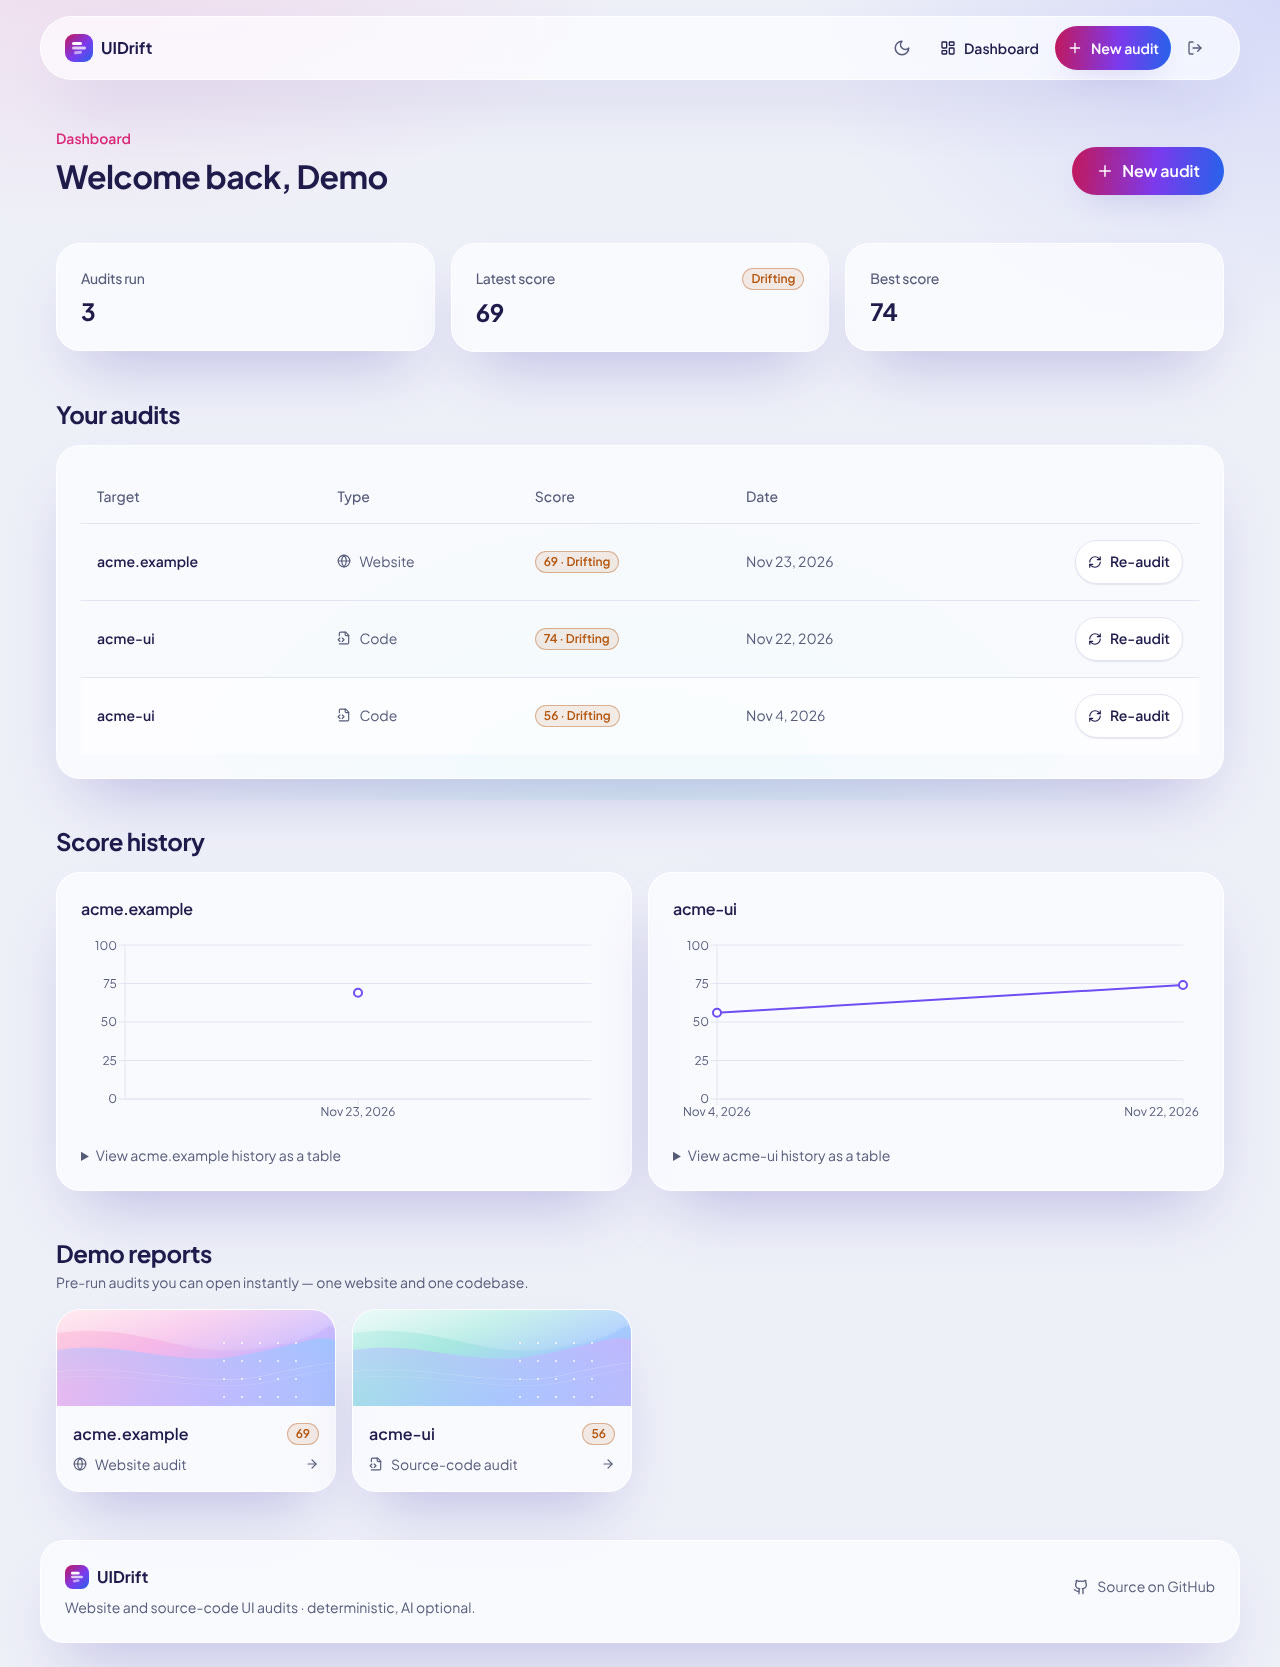 UIDrift
Dashboard
New audit
Dashboard
Welcome back, Demo
New audit
Audits run
3
Latest score
Drifting
69
Best score
74
Your audits
Target Type Score Date
acme.example Website 69 · Drifting Nov 23, 2026 Re-audit
acme-ui Code 74 · Drifting Nov 22, 2026 Re-audit
acme-ui Code 56 · Drifting Nov 4, 2026 Re-audit
Score history
acme.example
100
75
50
25
0
Nov 23, 2026
View acme.example history as a table
acme-ui
100
75
50
25
0
Nov 4, 2026 Nov 22, 2026
View acme-ui history as a table
Demo reports
Pre-run audits you can open instantly — one website and one codebase.
acme.example 69
Website audit
acme-ui 56
Source-code audit
UIDrift
Website and source-code UI audits · deterministic, AI optional.
Source on GitHub